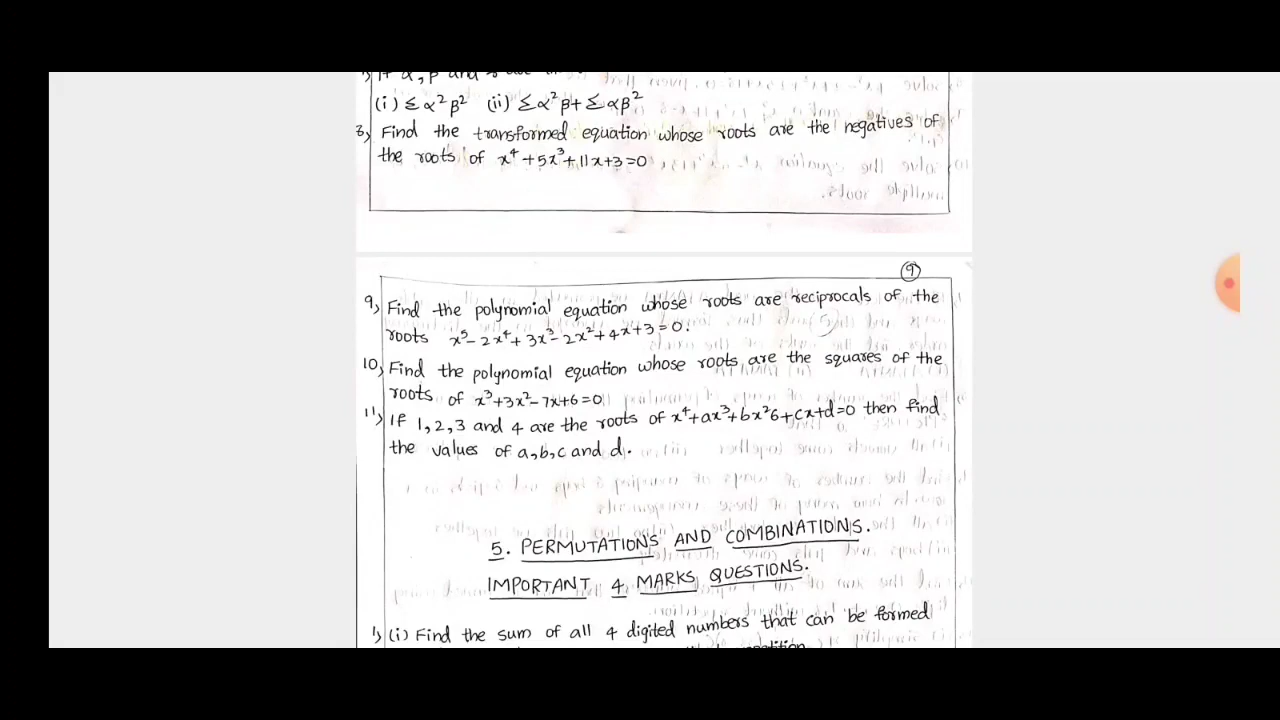 (i) Σ α²β² (ii) Σα²β + Σ αβ²
8) Find the transformed equation whose roots are the negatives of
the roots of x⁴ + 5x³ + 11x + 3 = 0
9
9) Find the polynomial equation whose roots are reciprocals of the
roots x⁵ - 2x⁴ + 3x³ - 2x² + 4x + 3 = 0.
10) Find the polynomial equation whose roots are the squares of the
roots of x³ + 3x² - 7x + 6 = 0
11) If 1, 2, 3 and 4 are the roots of x⁴ + ax³ + bx²6 + cx + d = 0 then find
the values of a, b, c and d.
5. PERMUTATIONS AND COMBINATIONS.
IMPORTANT 4 MARKS QUESTIONS.
1) (i) Find the sum of all 4 digited numbers that can be formed